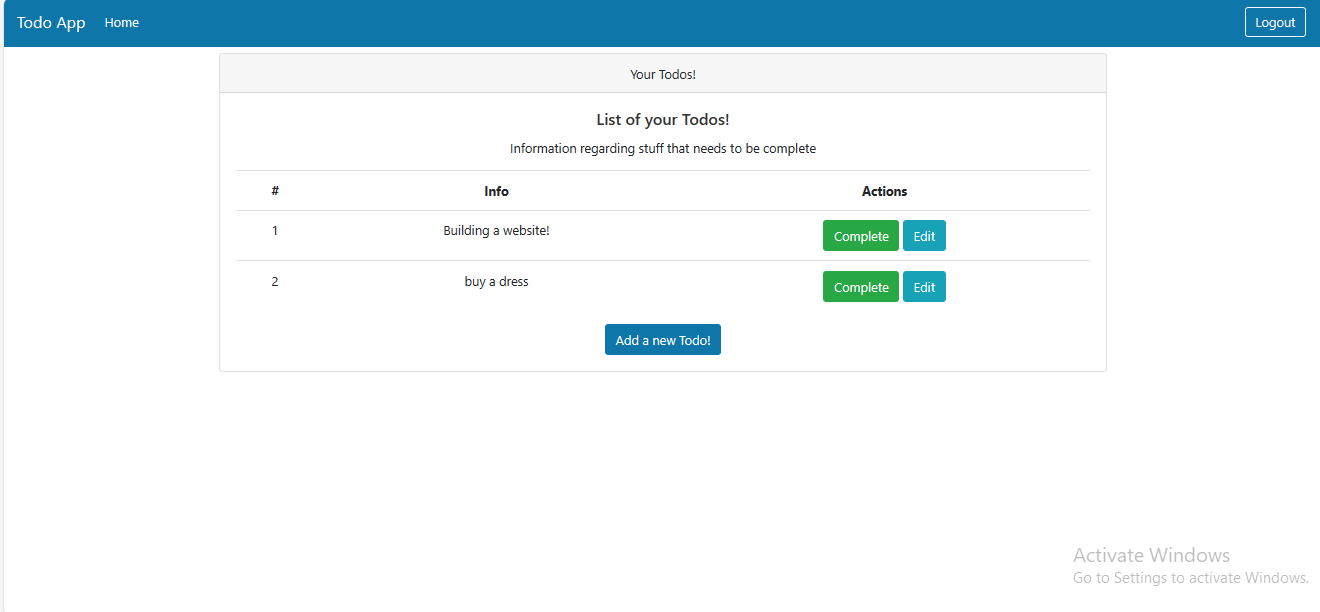 Todo App Home Logout
Your Todos!
List of your Todos!
Information regarding stuff that needs to be complete
# Info Actions
1 Building a website! Complete Edit
2 buy a dress Complete Edit
Add a new Todo!
Activate Windows
Go to Settings to activate Windows.